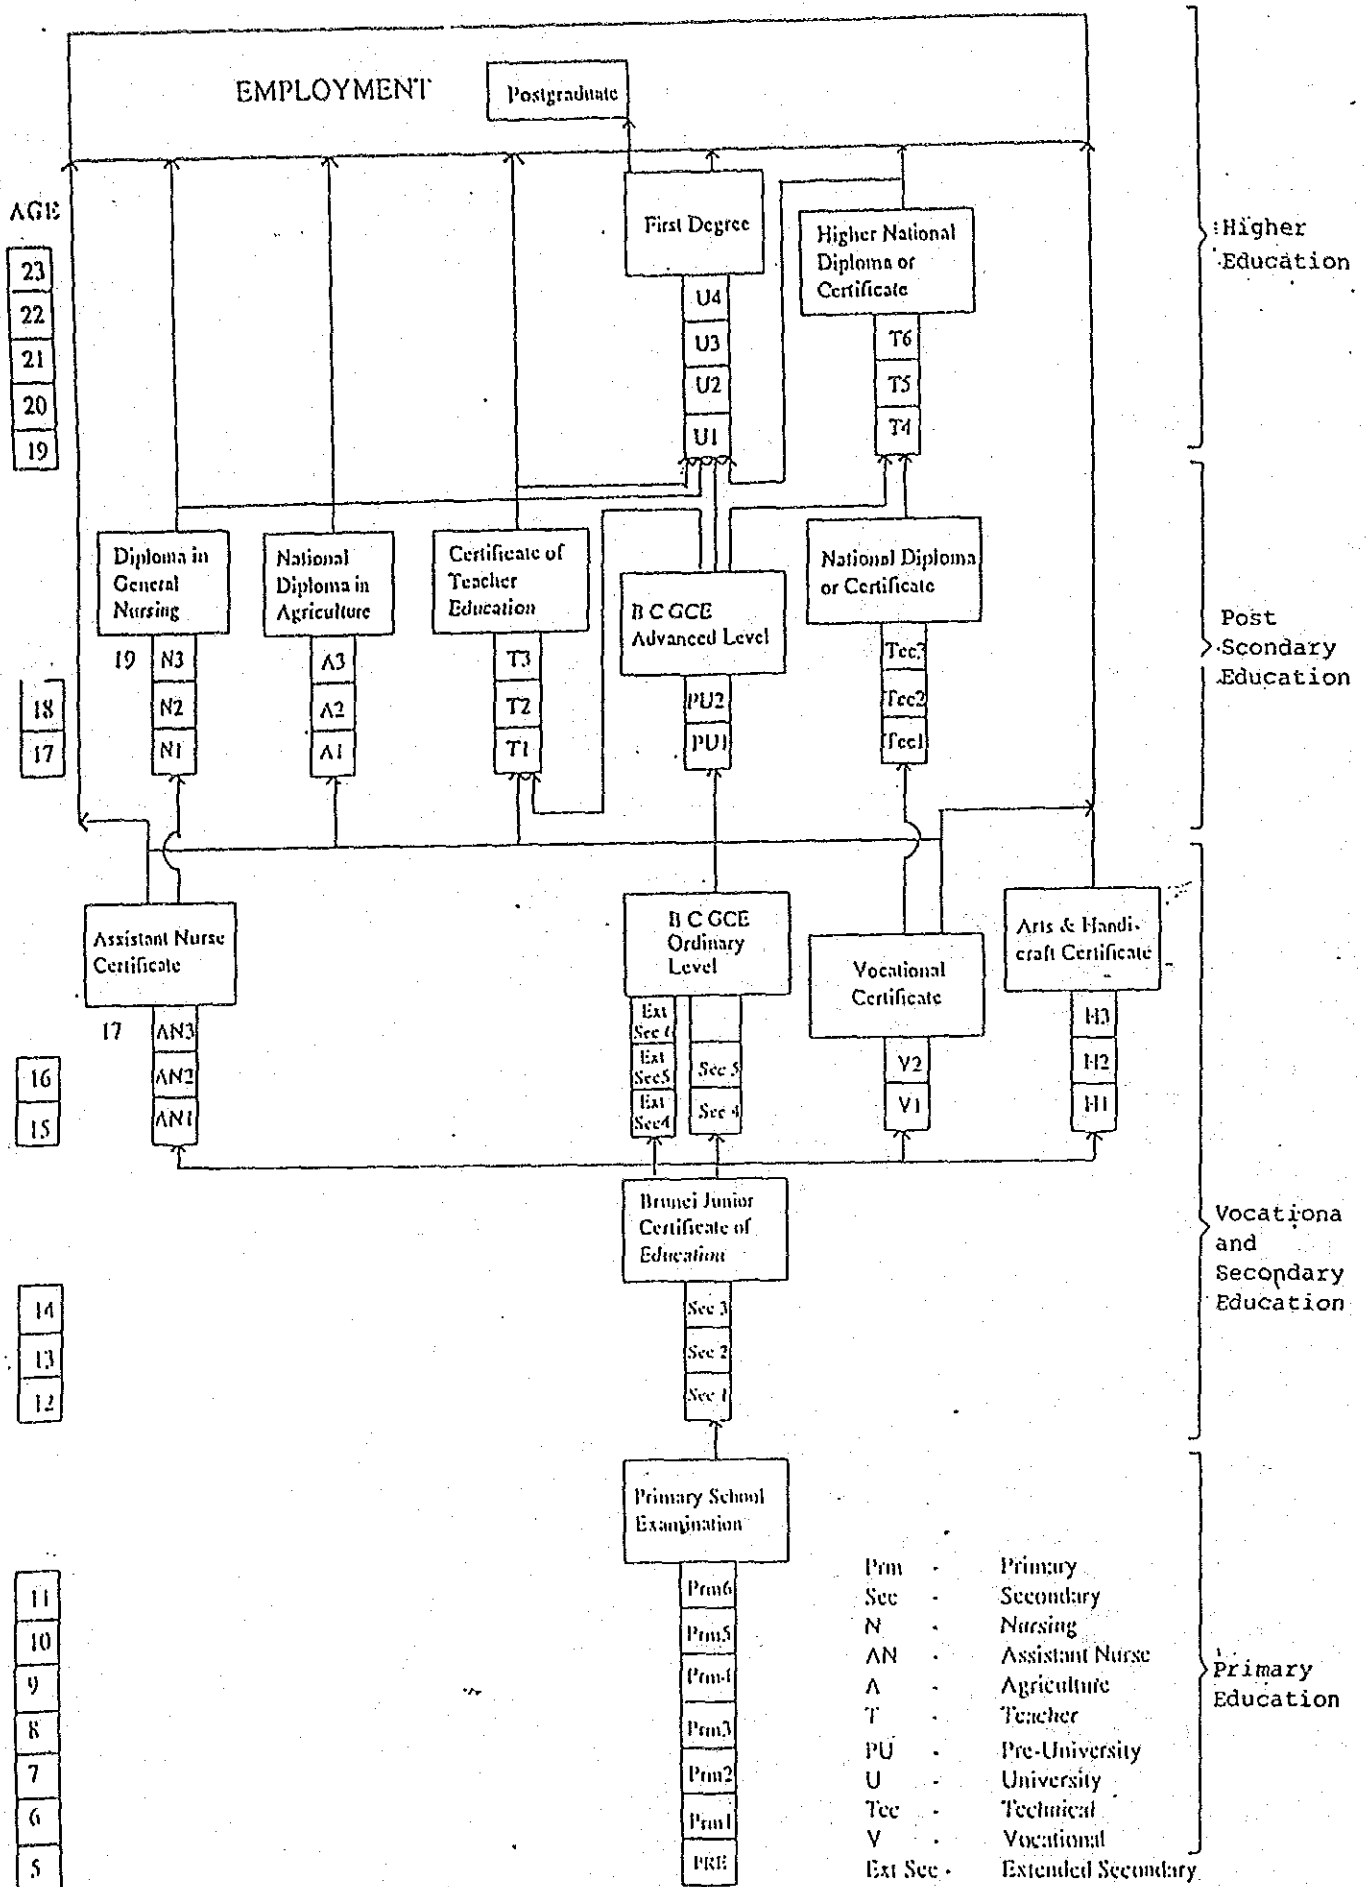 EMPLOYMENT
Postgraduate
AGE
23
22
21
20
19
First Degree
U4
U3
U2
U1
Higher National
Diploma or
Certificate
T6
T5
T4
Higher
Education
Diploma in
General
Nursing
19
N3
N2
N1
National
Diploma in
Agriculture
A3
A2
A1
Certificate of
Teacher
Education
T3
T2
T1
B C GCE
Advanced Level
PU2
PU1
National Diploma
or Certificate
Tec3
Tec2
Tec1
18
17
Post
Scondary
Education
Assistant Nurse
Certificate
17
AN3
AN2
AN1
B C GCE
Ordinary
Level
Ext
Sec 6
Ext
Sec5
Ext
Sec4
Sec 5
Sec 4
Vocational
Certificate
V2
V1
Arts & Handi-
craft Certificate
H3
H2
H1
16
15
Brunei Junior
Certificate of
Education
Sec 3
Sec 2
Sec 1
14
13
12
Vocationa
and
Secondary
Education
Primary School
Examination
Prm6
Prm5
Prm4
Prm3
Prm2
Prm1
PRE
11
10
9
8
7
6
5
Prm - Primary
Sec - Secondary
N - Nursing
AN - Assistant Nurse
A - Agriculture
T - Teacher
PU - Pre-University
U - University
Tec - Technical
V - Vocational
Ext Sec - Extended Secondary
Primary
Education